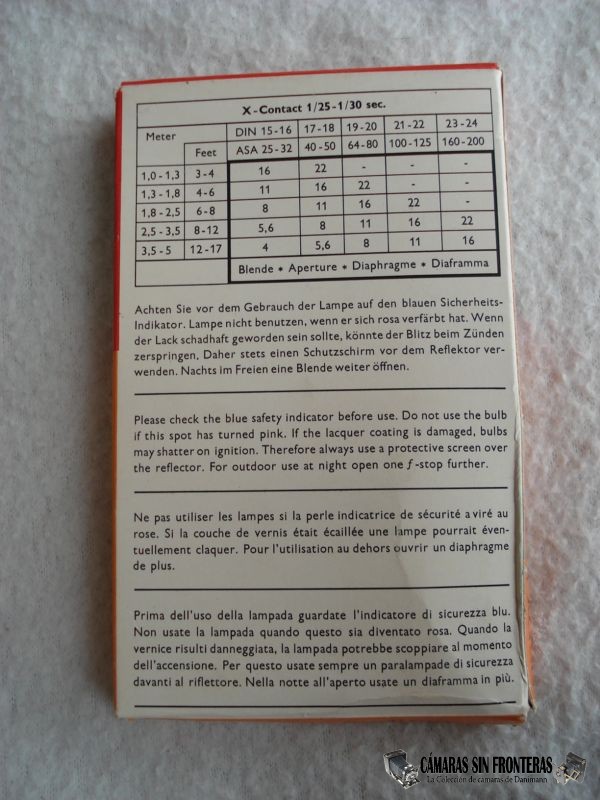 X-Contact 1/25-1/30 sec.
Meter Feet DIN 15-16 17-18 19-20 21-22 23-24
ASA 25-32 40-50 64-80 100-125 160-200
1,0-1,3 3-4 16 22 - - -
1,3-1,8 4-6 11 16 22 - -
1,8-2,5 6-8 8 11 16 22 -
2,5-3,5 8-12 5,6 8 11 16 22
3,5-5 12-17 4 5,6 8 11 16
Blende * Aperture * Diaphragme * Diaframma
Achten Sie vor dem Gebrauch der Lampe auf den blauen Sicherheits-
Indikator. Lampe nicht benutzen, wenn er sich rosa verfärbt hat. Wenn
der Lack schadhaft geworden sein sollte, könnte der Blitz beim Zünden
zerspringen. Daher stets einen Schutzschirm vor dem Reflektor ver-
wenden. Nachts im Freien eine Blende weiter öffnen.
Please check the blue safety indicator before use. Do not use the bulb
if this spot has turned pink. If the lacquer coating is damaged, bulbs
may shatter on ignition. Therefore always use a protective screen over
the reflector. For outdoor use at night open one f-stop further.
Ne pas utiliser les lampes si la perle indicatrice de sécurité a viré au
rose. Si la couche de vernis était écaillée une lampe pourrait éven-
tuellement claquer. Pour l'utilisation au dehors ouvrir un diaphragme
de plus.
Prima dell'uso della lampada guardate l'indicatore di sicurezza blu.
Non usate la lampada quando questo sia diventato rosa. Quando la
vernice risulti danneggiata, la lampada potrebbe scoppiare al momento
dell'accensione. Per questo usate sempre un paralampade di sicurezza
davanti al riflettore. Nella notte all'aperto usate un diaframma in più.
CÁMARAS SIN FRONTERAS
La Colección de camaras de Danimann